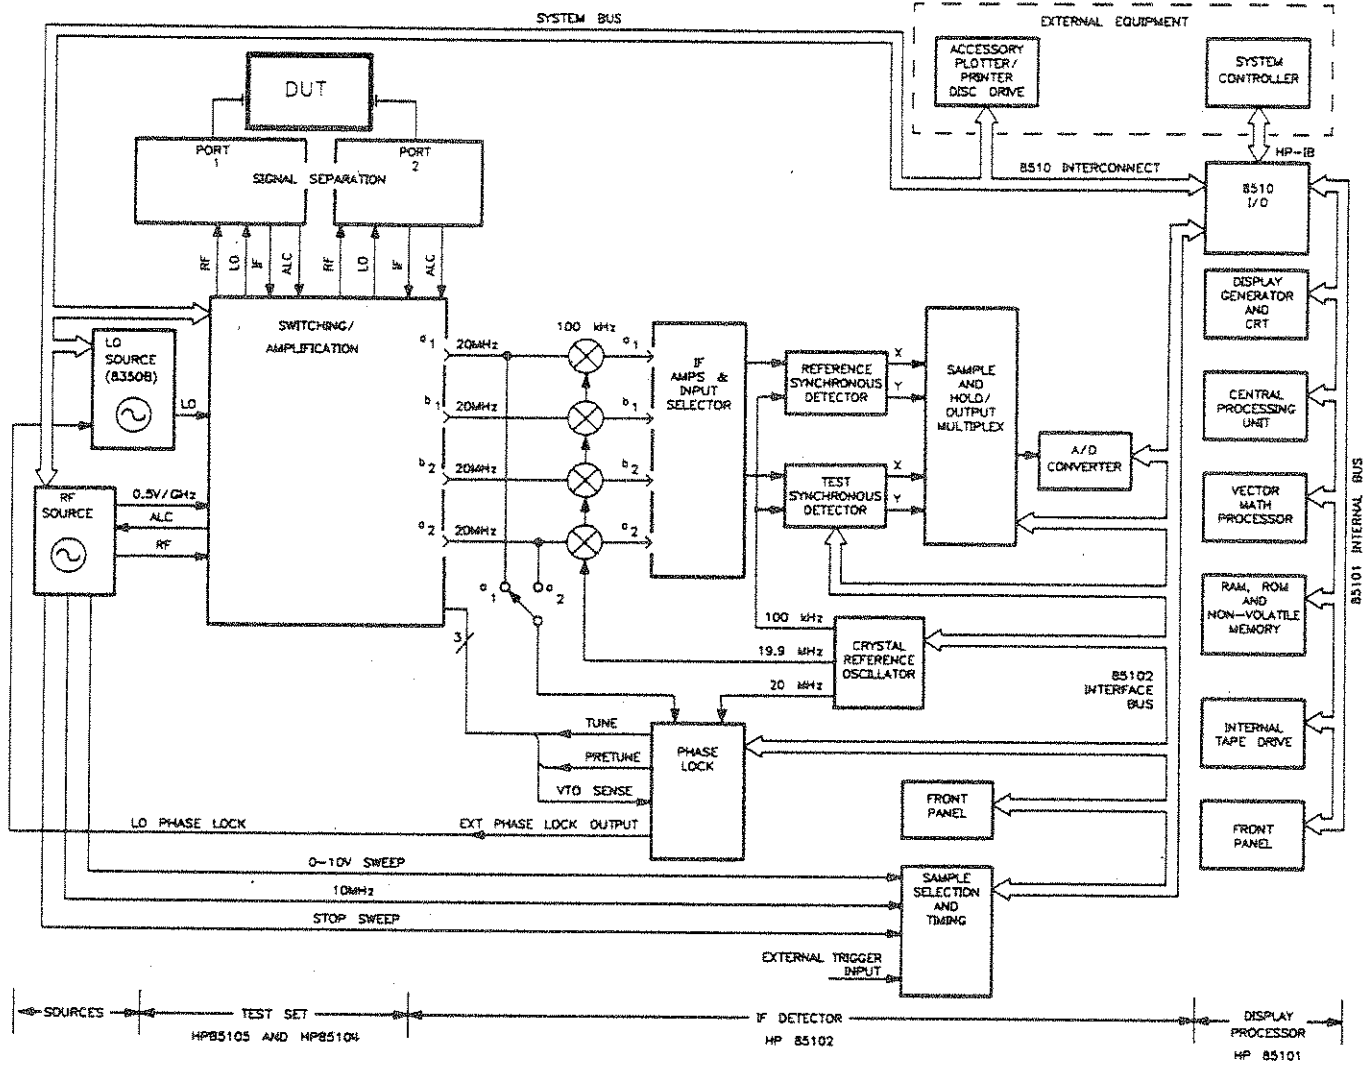 SYSTEM BUS
EXTERNAL EQUIPMENT
ACCESSORY
PLOTTER/
PRINTER
DISC DRIVE
SYSTEM
CONTROLLER
DUT
PORT
1
PORT
2
SIGNAL SEPARATION
HP-IB
8510 INTERCONNECT
8510
I/O
RF
LO
IF
ALC
RF
LO
IF
ALC
SWITCHING/
AMPLIFICATION
LO
SOURCE
(8350B)
LO
RF
SOURCE
0.5V/GHz
ALC
RF
a1
20MHz
100 kHz
a1
b1
20MHz
b1
b2
20MHz
b2
a2
20MHz
a2
a1
a2
3
IF
AMPS &
INPUT
SELECTOR
REFERENCE
SYNCHRONOUS
DETECTOR
X
Y
TEST
SYNCHRONOUS
DETECTOR
X
Y
SAMPLE
AND
HOLD/
OUTPUT
MULTIPLEX
A/D
CONVERTER
DISPLAY
GENERATOR
AND
CRT
CENTRAL
PROCESSING
UNIT
VECTOR
MATH
PROCESSOR
RAM, ROM
AND
NON-VOLATILE
MEMORY
INTERNAL
TAPE DRIVE
FRONT
PANEL
85101 INTERNAL BUS
100 kHz
19.9 MHz
20 MHz
CRYSTAL
REFERENCE
OSCILLATOR
85102
INTERFACE
BUS
TUNE
PRETUNE
VTO SENSE
PHASE
LOCK
LO PHASE LOCK
EXT PHASE LOCK OUTPUT
FRONT
PANEL
0-10V SWEEP
10MHz
STOP SWEEP
SAMPLE
SELECTION
AND
TIMING
EXTERNAL TRIGGER
INPUT
SOURCES
TEST SET
HP85105 AND HP85104
IF DETECTOR
HP 85102
DISPLAY
PROCESSOR
HP 85101